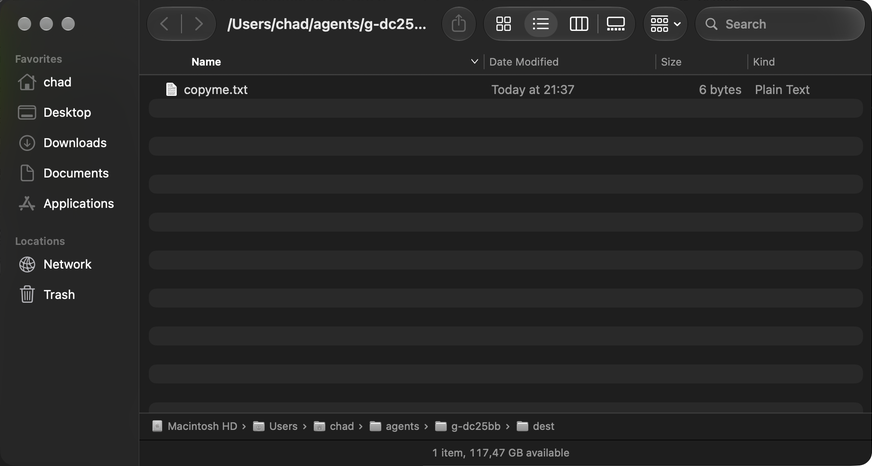 /Users/chad/agents/g-dc25...
Search
Favorites
chad
Desktop
Downloads
Documents
Applications
Locations
Network
Trash
Name Date Modified Size Kind
copyme.txt Today at 21:37 6 bytes Plain Text
Macintosh HD › Users › chad › agents › g-dc25bb › dest
1 item, 117,47 GB available